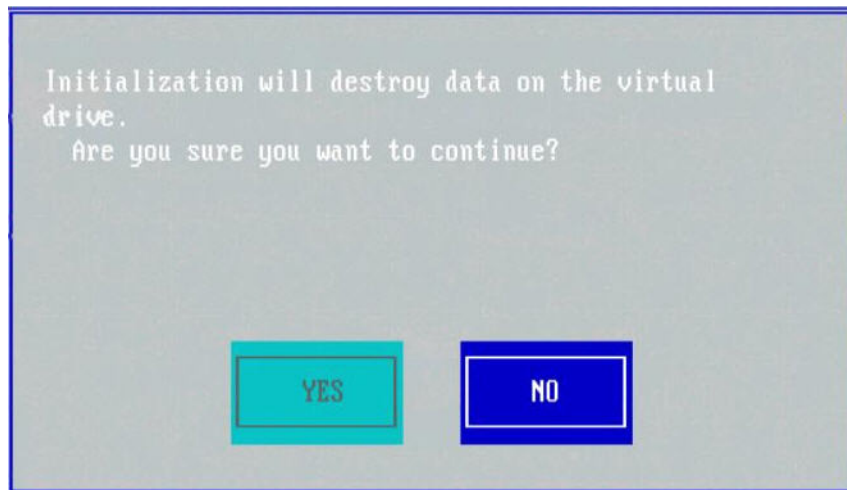 Initialization will destroy data on the virtual
drive.
Are you sure you want to continue?
YES
NO